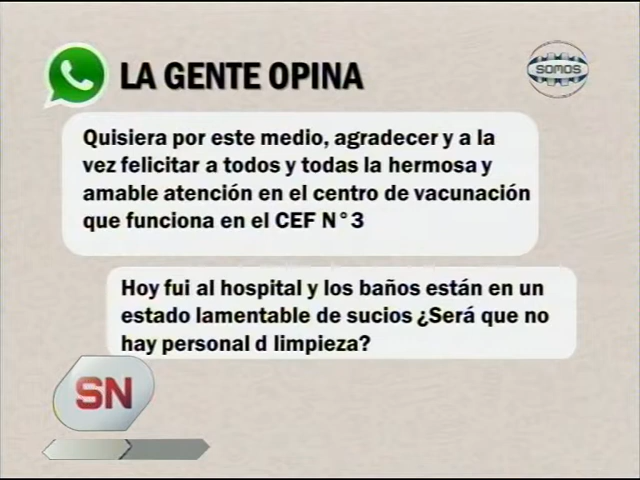 LA GENTE OPINA
SOMOS
Quisiera por este medio, agradecer y a la
vez felicitar a todos y todas la hermosa y
amable atención en el centro de vacunación
que funciona en el CEF N°3
Hoy fui al hospital y los baños están en un
estado lamentable de sucios ¿Será que no
hay personal d limpieza?
SN